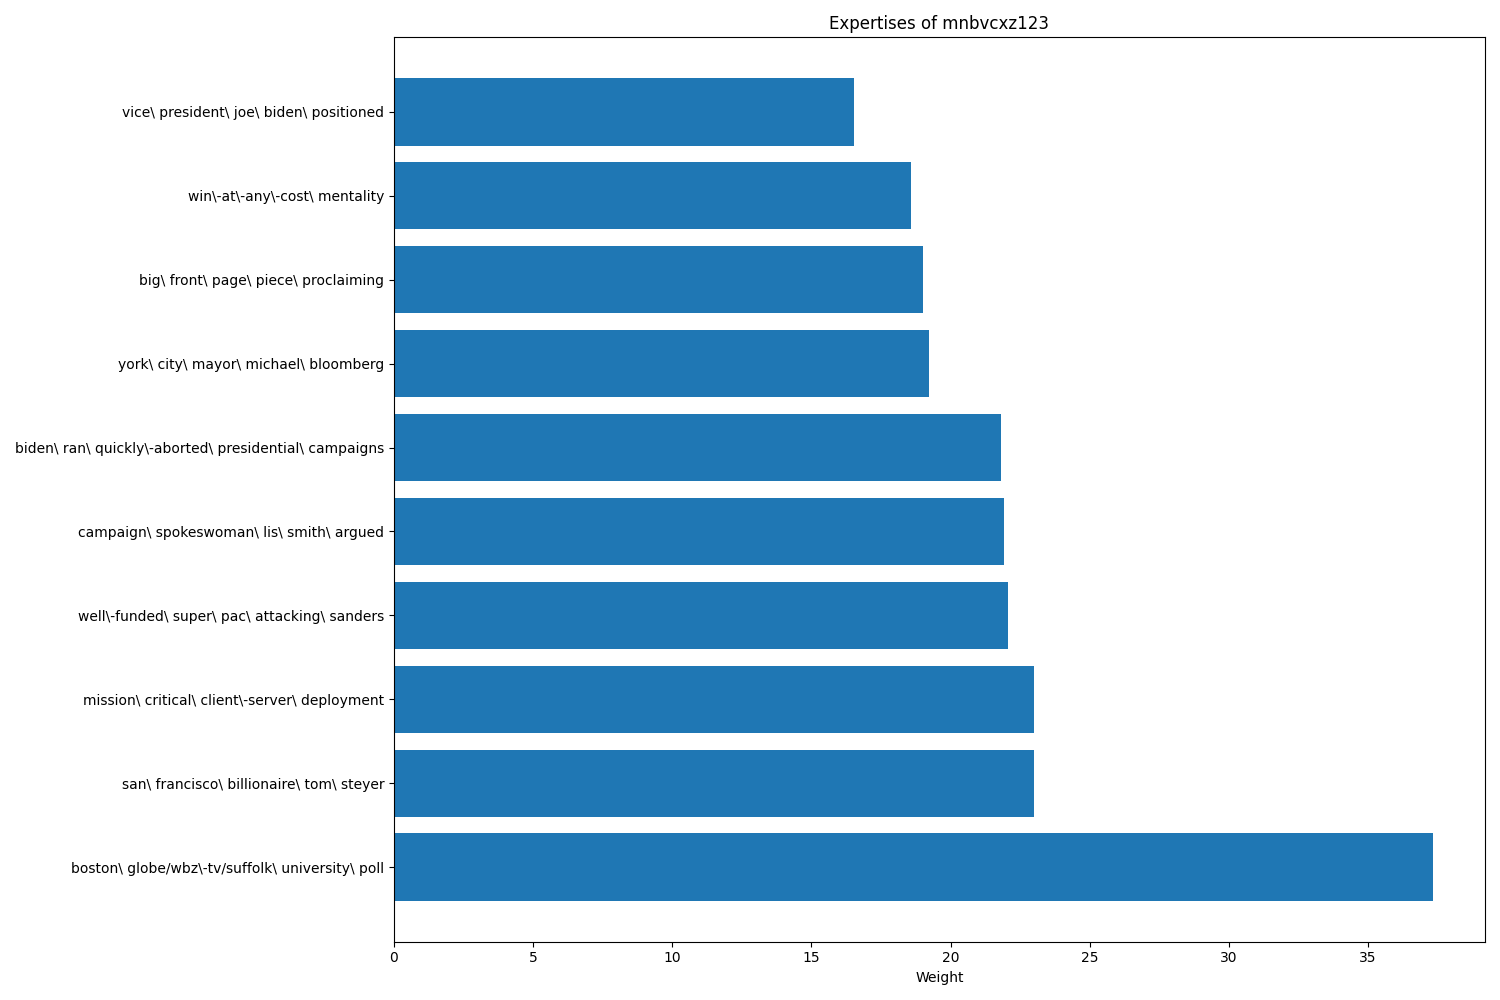 Expertises of mnbvcxz123
vice\ president\ joe\ biden\ positioned
win\-at\-any\-cost\ mentality
big\ front\ page\ piece\ proclaiming
york\ city\ mayor\ michael\ bloomberg
biden\ ran\ quickly\-aborted\ presidential\ campaigns
campaign\ spokeswoman\ lis\ smith\ argued
well\-funded\ super\ pac\ attacking\ sanders
mission\ critical\ client\-server\ deployment
san\ francisco\ billionaire\ tom\ steyer
boston\ globe/wbz\-tv/suffolk\ university\ poll
0 5 10 15 20 25 30 35
Weight